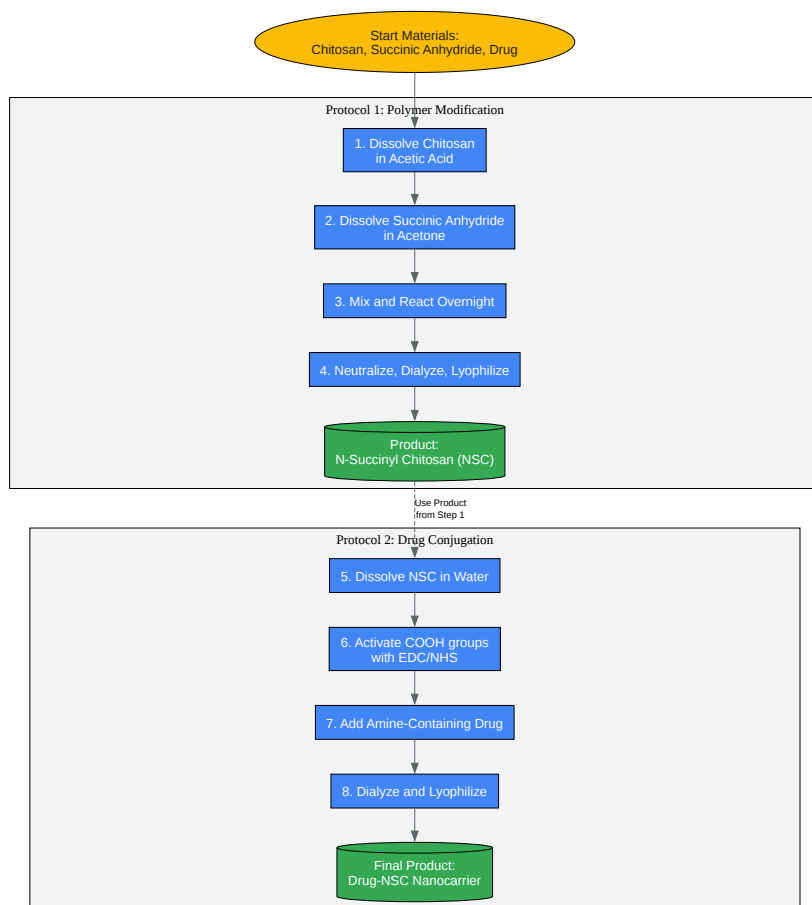 Start Materials:
Chitosan, Succinic Anhydride, Drug
Protocol 1: Polymer Modification
1. Dissolve Chitosan
in Acetic Acid
2. Dissolve Succinic Anhydride
in Acetone
3. Mix and React Overnight
4. Neutralize, Dialyze, Lyophilize
Product:
N-Succinyl Chitosan (NSC)
Use Product
from Step 1
Protocol 2: Drug Conjugation
5. Dissolve NSC in Water
6. Activate COOH groups
with EDC/NHS
7. Add Amine-Containing Drug
8. Dialyze and Lyophilize
Final Product:
Drug-NSC Nanocarrier